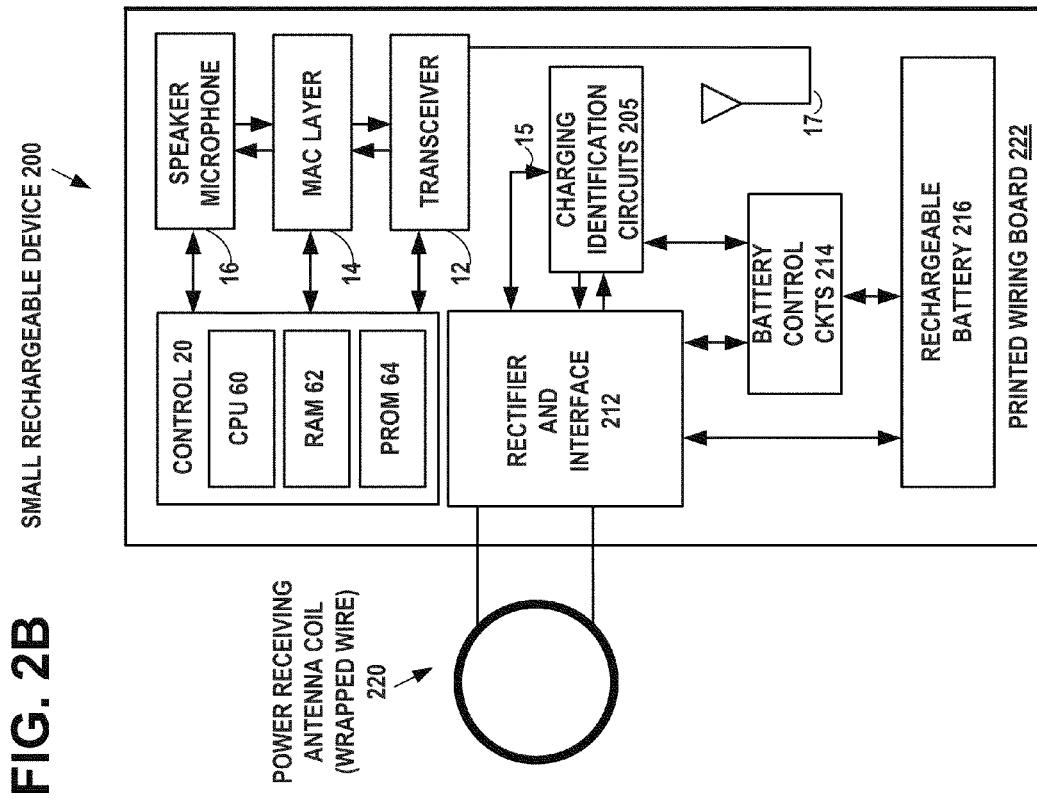 FIG. 2B
SMALL RECHARGEABLE DEVICE 200
POWER RECEIVING
ANTENNA COIL
(WRAPPED WIRE)
220
CONTROL 20
CPU 60
RAM 62
PROM 64
16
14
12
SPEAKER
MICROPHONE
MAC LAYER
TRANSCEIVER
RECTIFIER
AND
INTERFACE
212
15
CHARGING
IDENTIFICATION
CIRCUITS 205
17
BATTERY
CONTROL
CKTS 214
RECHARGEABLE
BATTERY 216
PRINTED WIRING BOARD 222